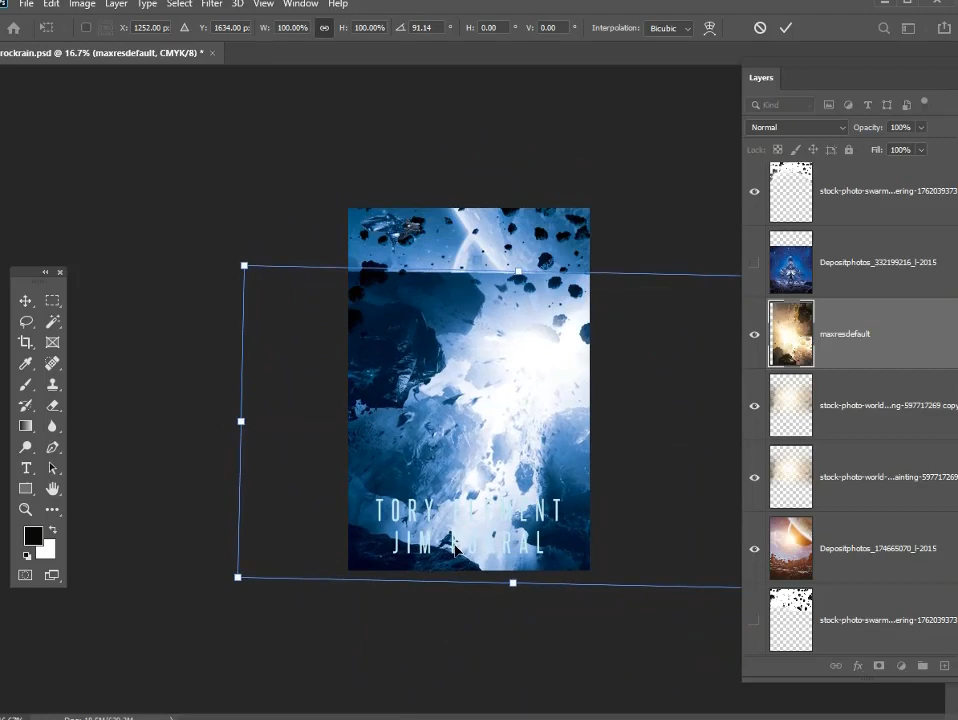 File Edit Image Layer Type Select Filter 3D View Window Help
X: 1252.00 p: Y: 1634.00 p: W: 100.00% H: 100.00% 91.14 ° H: 0.00 ° V: 0.00 ° Interpolation: Bicubic
rockrain.psd @ 16.7% (maxresdefault, CMYK/8) * ×
Layers
Kind
Normal Opacity: 100%
Lock: Fill: 100%
stock-photo-swarm...ering-1762039373
Depositphotos_332199216_l-2015
maxresdefault
stock-photo-world...ng-597717269 copy
stock-photo-world-...ainting-597717269
Depositphotos_174665070_l-2015
stock-photo-swarm...ering-1762039373
TORY
JIM